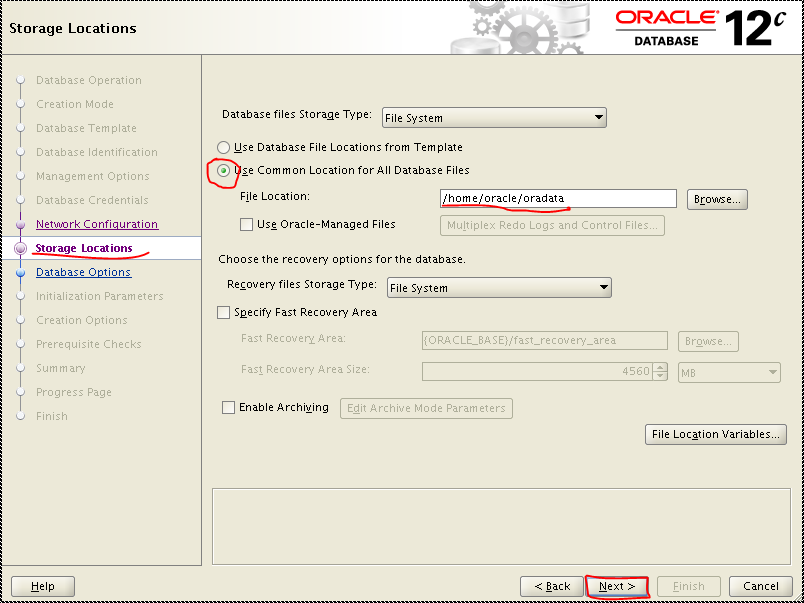 Storage Locations
ORACLE®
DATABASE
12c
Database Operation
Creation Mode
Database Template
Database Identification
Management Options
Database Credentials
Network Configuration
Storage Locations
Database Options
Initialization Parameters
Creation Options
Prerequisite Checks
Summary
Progress Page
Finish
Database files Storage Type: File System
Use Database File Locations from Template
Use Common Location for All Database Files
File Location: /home/oracle/oradata Browse...
Use Oracle-Managed Files Multiplex Redo Logs and Control Files...
Choose the recovery options for the database.
Recovery files Storage Type: File System
Specify Fast Recovery Area
Fast Recovery Area: {ORACLE_BASE}/fast_recovery_area Browse...
Fast Recovery Area Size: 4560 MB
Enable Archiving Edit Archive Mode Parameters
File Location Variables...
Help < Back Next > Finish Cancel